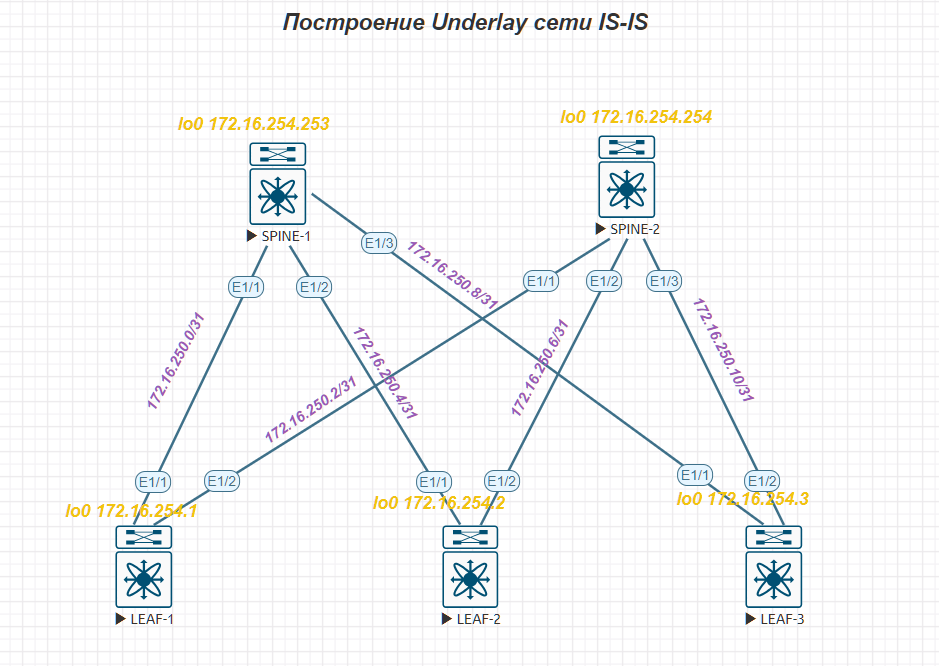 Построение Underlay сети IS-IS
lo0 172.16.254.253
lo0 172.16.254.254
SPINE-1
SPINE-2
E1/3
E1/1
E1/2
E1/1
E1/2
E1/3
172.16.250.8/31
172.16.250.0/31
172.16.250.4/31
172.16.250.2/31
172.16.250.6/31
172.16.250.10/31
E1/1
E1/2
E1/1
E1/2
E1/1
E1/2
lo0 172.16.254.1
lo0 172.16.254.2
lo0 172.16.254.3
LEAF-1
LEAF-2
LEAF-3